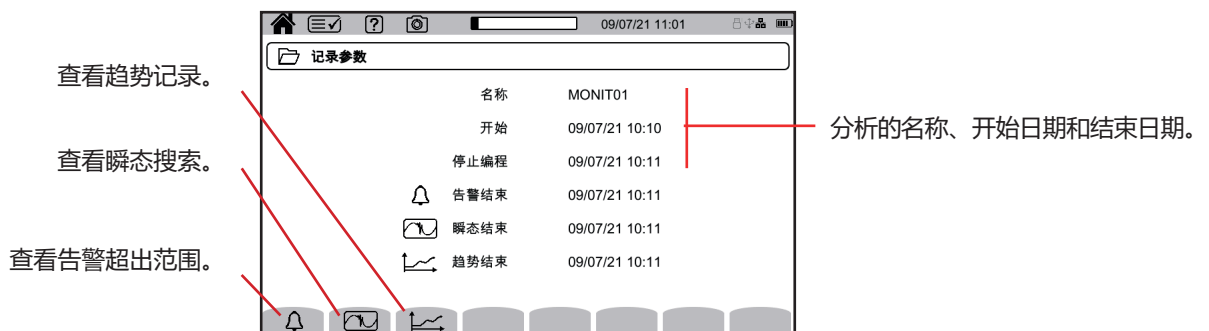 09/07/21 11:01
记录参数
名称 MONIT01
开始 09/07/21 10:10
停止编程 09/07/21 10:11
告警结束 09/07/21 10:11
瞬态结束 09/07/21 10:11
趋势结束 09/07/21 10:11
查看趋势记录。
查看瞬态搜索。
查看告警超出范围。
分析的名称、开始日期和结束日期。